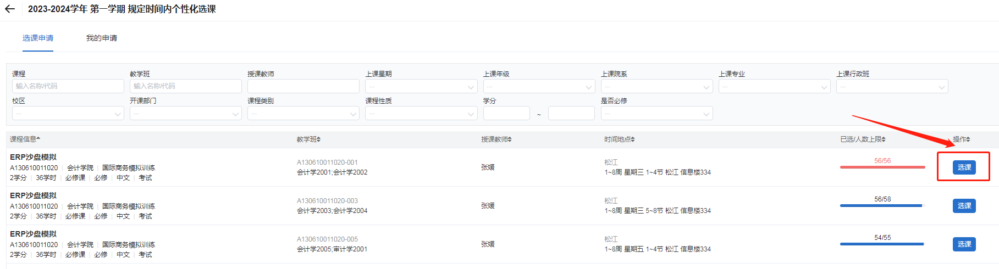 2023-2024学年 第一学期 规定时间内个性化选课
选课申请 我的申请
课程 教学班 授课教师 上课星期 上课年级 上课院系 上课专业 上课行政班
输入名称/代码 输入名称/代码 ... ... ... ... ...
校区 开课部门 课程类别 课程性质 学分 是否必修
... ... ... ... ~ ...
课程信息 教学班 授课教师 时间地点 已选/人数上限 操作
ERP沙盘模拟
A130610011020 | 会计学院 | 国际商务模拟训练
2学分 | 36学时 | 必修课 | 必修 | 中文 | 考试
A130610011020-001
会计学2001;会计学2002
张媛
松江
1~8周 星期三 1~4节 松江 信息楼334
56/56
选课
ERP沙盘模拟
A130610011020 | 会计学院 | 国际商务模拟训练
2学分 | 36学时 | 必修课 | 必修 | 中文 | 考试
A130610011020-003
会计学2003;会计学2004
张媛
松江
1~8周 星期三 5~8节 松江 信息楼334
56/58
选课
ERP沙盘模拟
A130610011020 | 会计学院 | 国际商务模拟训练
2学分 | 36学时 | 必修课 | 必修 | 中文 | 考试
A130610011020-005
会计学2005;审计学2001
张媛
松江
1~8周 星期五 1~4节 松江 信息楼334
54/55
选课